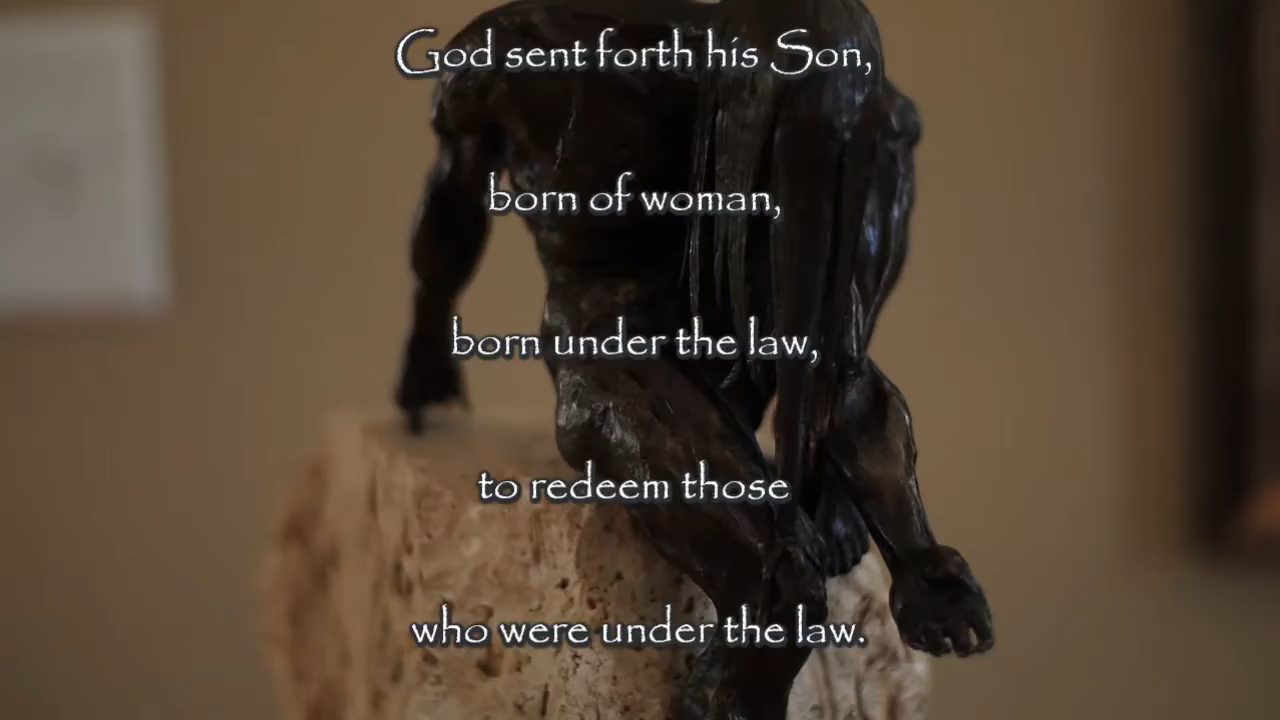 God sent forth his Son,
born of woman,
born under the law,
to redeem those
who were under the law.